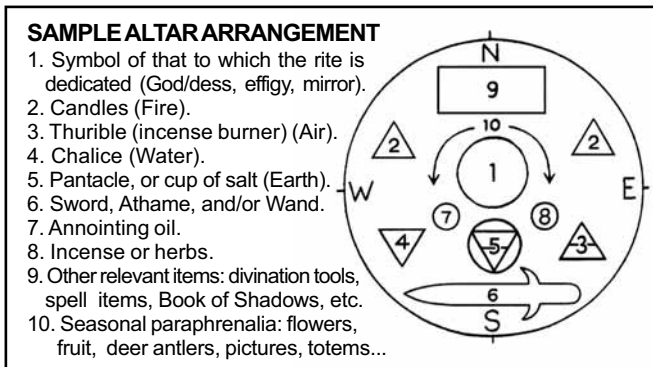 SAMPLE ALTAR ARRANGEMENT
1. Symbol of that to which the rite is
dedicated (God/dess, effigy, mirror).
2. Candles (Fire).
3. Thurible (incense burner) (Air).
4. Chalice (Water).
5. Pantacle, or cup of salt (Earth).
6. Sword, Athame, and/or Wand.
7. Annointing oil.
8. Incense or herbs.
9. Other relevant items: divination tools,
spell items, Book of Shadows, etc.
10. Seasonal paraphrenalia: flowers,
fruit, deer antlers, pictures, totems...
N
9
10
2 2
1
W E
7 8
4 5 3
6
S